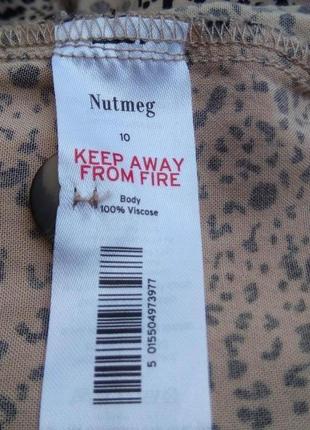 Nutmeg
10
KEEP AWAY
FROM FIRE
Body
100% Viscose
5 015504973977